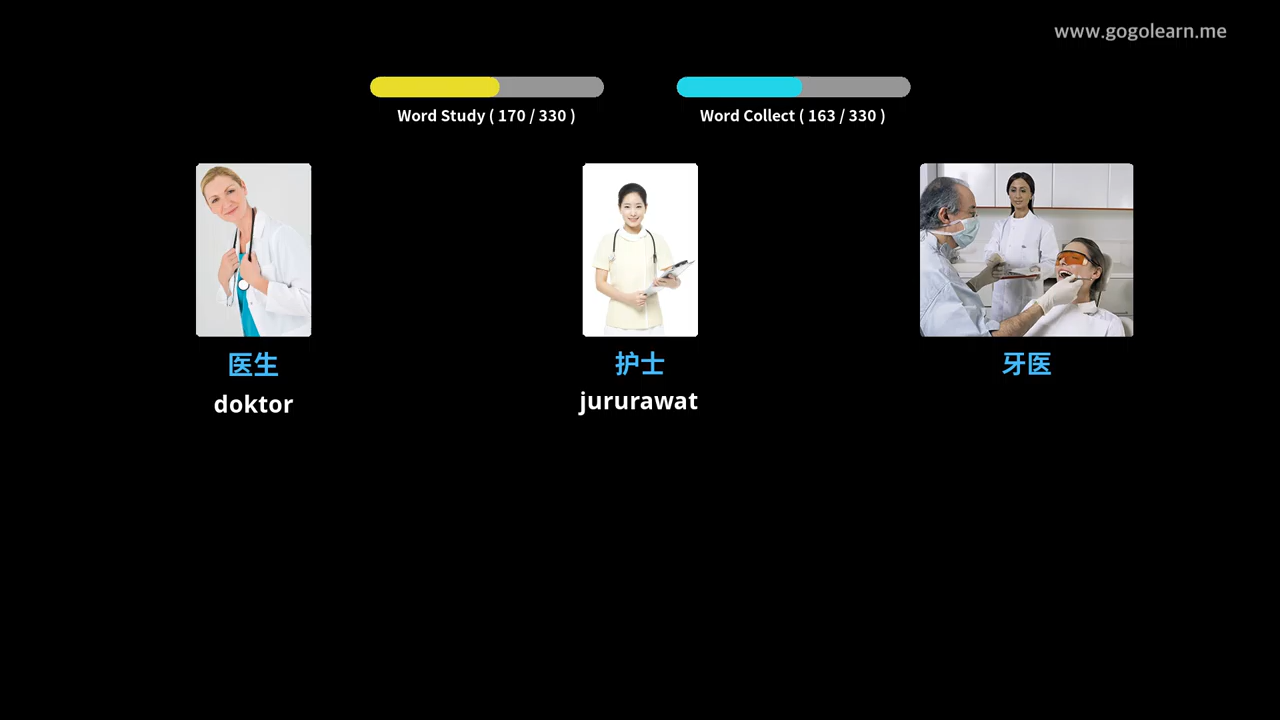 www.gogolearn.me
Word Study ( 170 / 330 )
Word Collect ( 163 / 330 )
医生
护士
牙医
doktor
jururawat